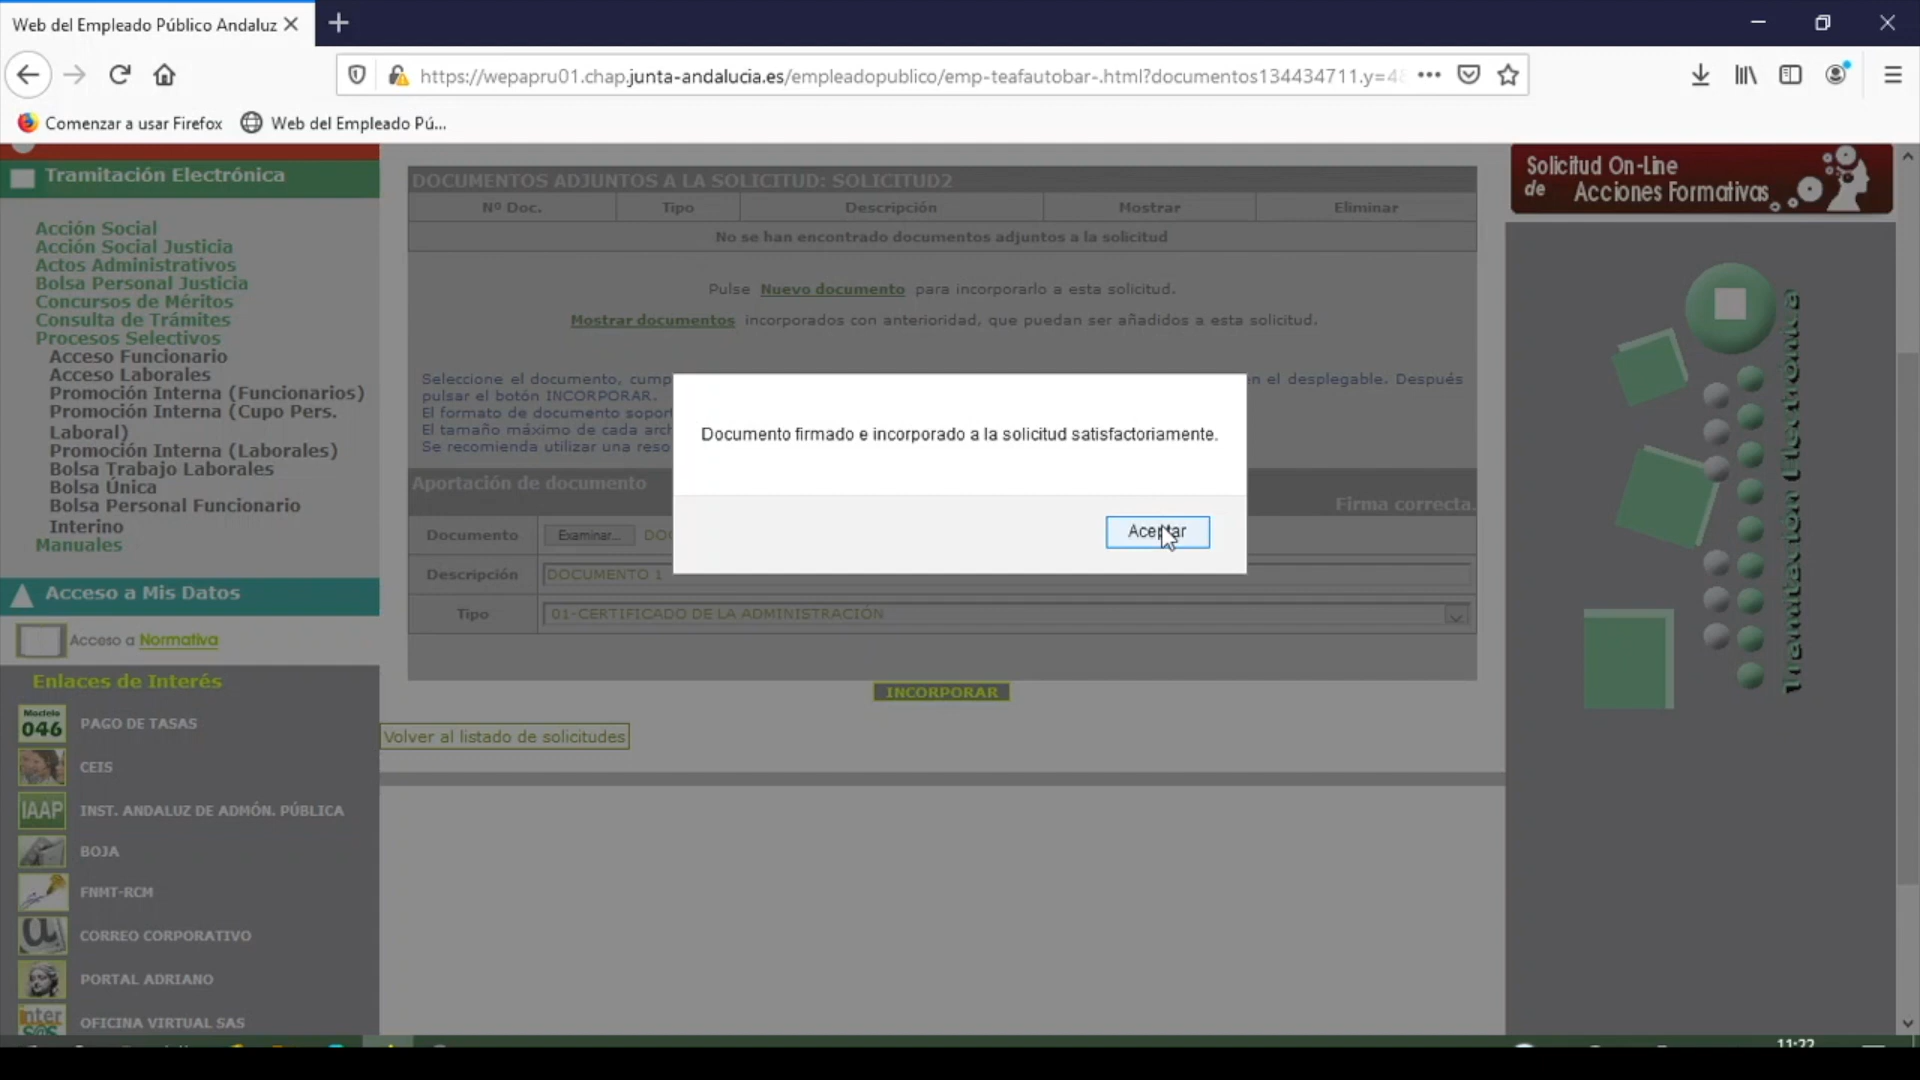 Web del Empleado Público Andaluz
https://wepapru01.chap.junta-andalucia.es/empleadopublico/emp-teafautobar-.html?documentos134434711.y=48
Comenzar a usar Firefox
Web del Empleado Pú...
Tramitación Electrónica
Acción Social
Acción Social Justicia
Actos Administrativos
Bolsa Personal Justicia
Concursos de Méritos
Consulta de Trámites
Procesos Selectivos
Acceso Funcionario
Acceso Laborales
Promoción Interna (Funcionarios)
Promoción Interna (Cupo Pers.
Laboral)
Promoción Interna (Laborales)
Bolsa Trabajo Laborales
Bolsa Única
Bolsa Personal Funcionario
Interino
Manuales
Acceso a Mis Datos
Acceso a Normativa
Enlaces de Interés
Modelo
046
PAGO DE TASAS
CEIS
IAAP
INST. ANDALUZ DE ADMÓN. PÚBLICA
BOJA
FNMT-RCM
CORREO CORPORATIVO
PORTAL ADRIANO
inter
OFICINA VIRTUAL SAS
DOCUMENTOS ADJUNTOS A LA SOLICITUD: SOLICITUD2
Nº Doc. Tipo Descripción Mostrar Eliminar
No se han encontrado documentos adjuntos a la solicitud
Pulse Nuevo documento para incorporarlo a esta solicitud.
Mostrar documentos incorporados con anterioridad, que puedan ser añadidos a esta solicitud.
Seleccione el documento, cump en el desplegable. Después
pulsar el botón INCORPORAR.
El formato de documento sopor
El tamaño máximo de cada arch
Se recomienda utilizar una reso
Documento firmado e incorporado a la solicitud satisfactoriamente.
Aceptar
Aportación de documento
Firma correcta.
Documento Examinar... DOC
Descripción DOCUMENTO 1
Tipo 01-CERTIFICADO DE LA ADMINISTRACIÓN
INCORPORAR
Volver al listado de solicitudes
Solicitud On-Line
de Acciones Formativas
Tramitación Electrónica
11:22